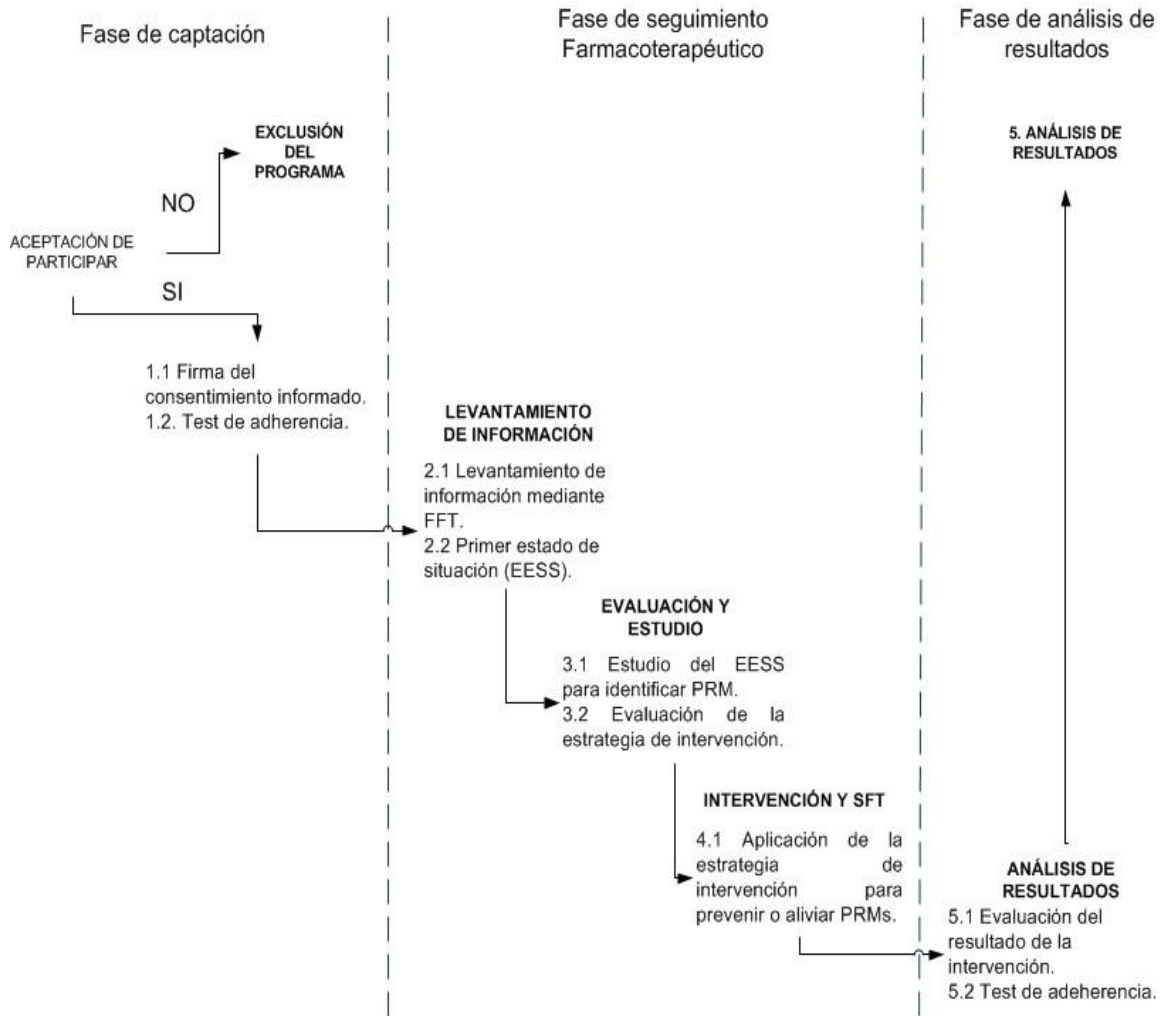 Fase de captación
Fase de seguimiento
Farmacoterapéutico
Fase de análisis de
resultados
EXCLUSIÓN
DEL
PROGRAMA
NO
ACEPTACIÓN DE
PARTICIPAR
SI
1.1 Firma del
consentimiento informado.
1.2. Test de adherencia.
LEVANTAMIENTO
DE INFORMACIÓN
2.1 Levantamiento de
información mediante
FFT.
2.2 Primer estado de
situación (EESS).
EVALUACIÓN Y
ESTUDIO
3.1 Estudio del EESS
para identificar PRM.
3.2 Evaluación de la
estrategia de intervención.
INTERVENCIÓN Y SFT
4.1 Aplicación de la
estrategia de
intervención para
prevenir o aliviar PRMs.
5. ANÁLISIS DE
RESULTADOS
ANÁLISIS DE
RESULTADOS
5.1 Evaluación del
resultado de la
intervención.
5.2 Test de adeherencia.